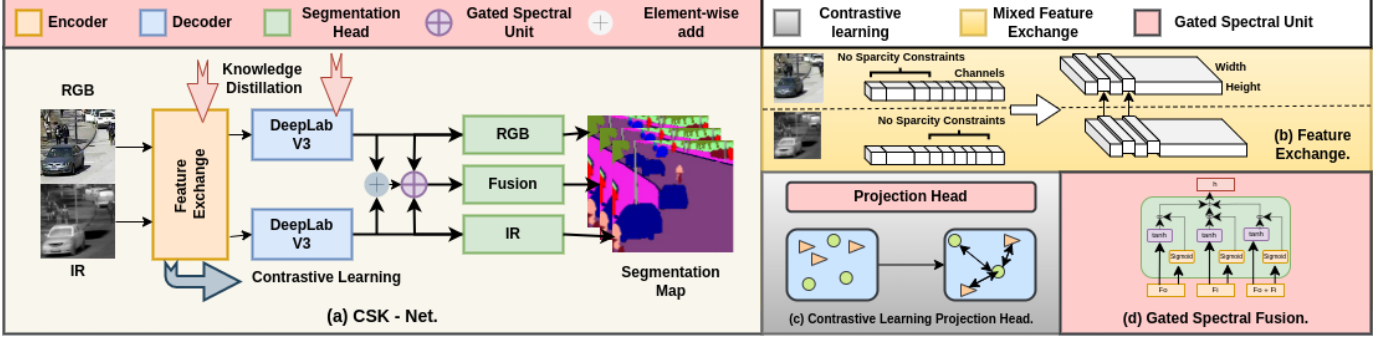 Encoder
Decoder
Segmentation
Head
Gated Spectral
Unit
Element-wise
add
Contrastive
learning
Mixed Feature
Exchange
Gated Spectral Unit
Knowledge
Distillation
RGB
IR
Feature
Exchange
DeepLab
V3
DeepLab
V3
RGB
Fusion
IR
Contrastive Learning
Segmentation
Map
(a) CSK - Net.
No Sparsity Constraints
Channels
No Sparsity Constraints
Width
Height
(b) Feature
Exchange.
Projection Head
(c) Contrastive Learning Projection Head.
h
tanh
tanh
tanh
Sigmoid
Sigmoid
Sigmoid
Fo
Fi
Fo + Fi
(d) Gated Spectral Fusion.